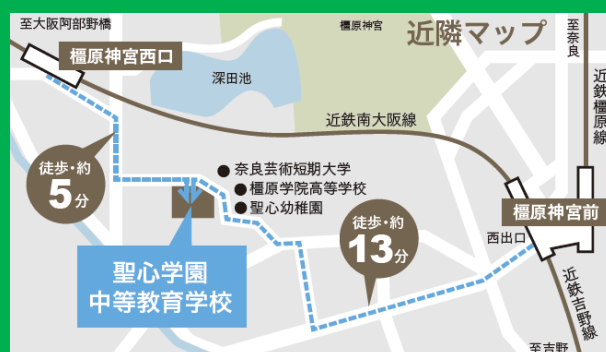 至大阪阿部野橋
橿原神宮
近隣マップ
至奈良
橿原神宮西口
深田池
近鉄橿原線
近鉄南大阪線
徒歩・約
5分
●奈良芸術短期大学
●橿原学院高等学校
●聖心幼稚園
徒歩・約
13分
橿原神宮前
西出口
聖心学園
中等教育学校
近鉄吉野線
至吉野